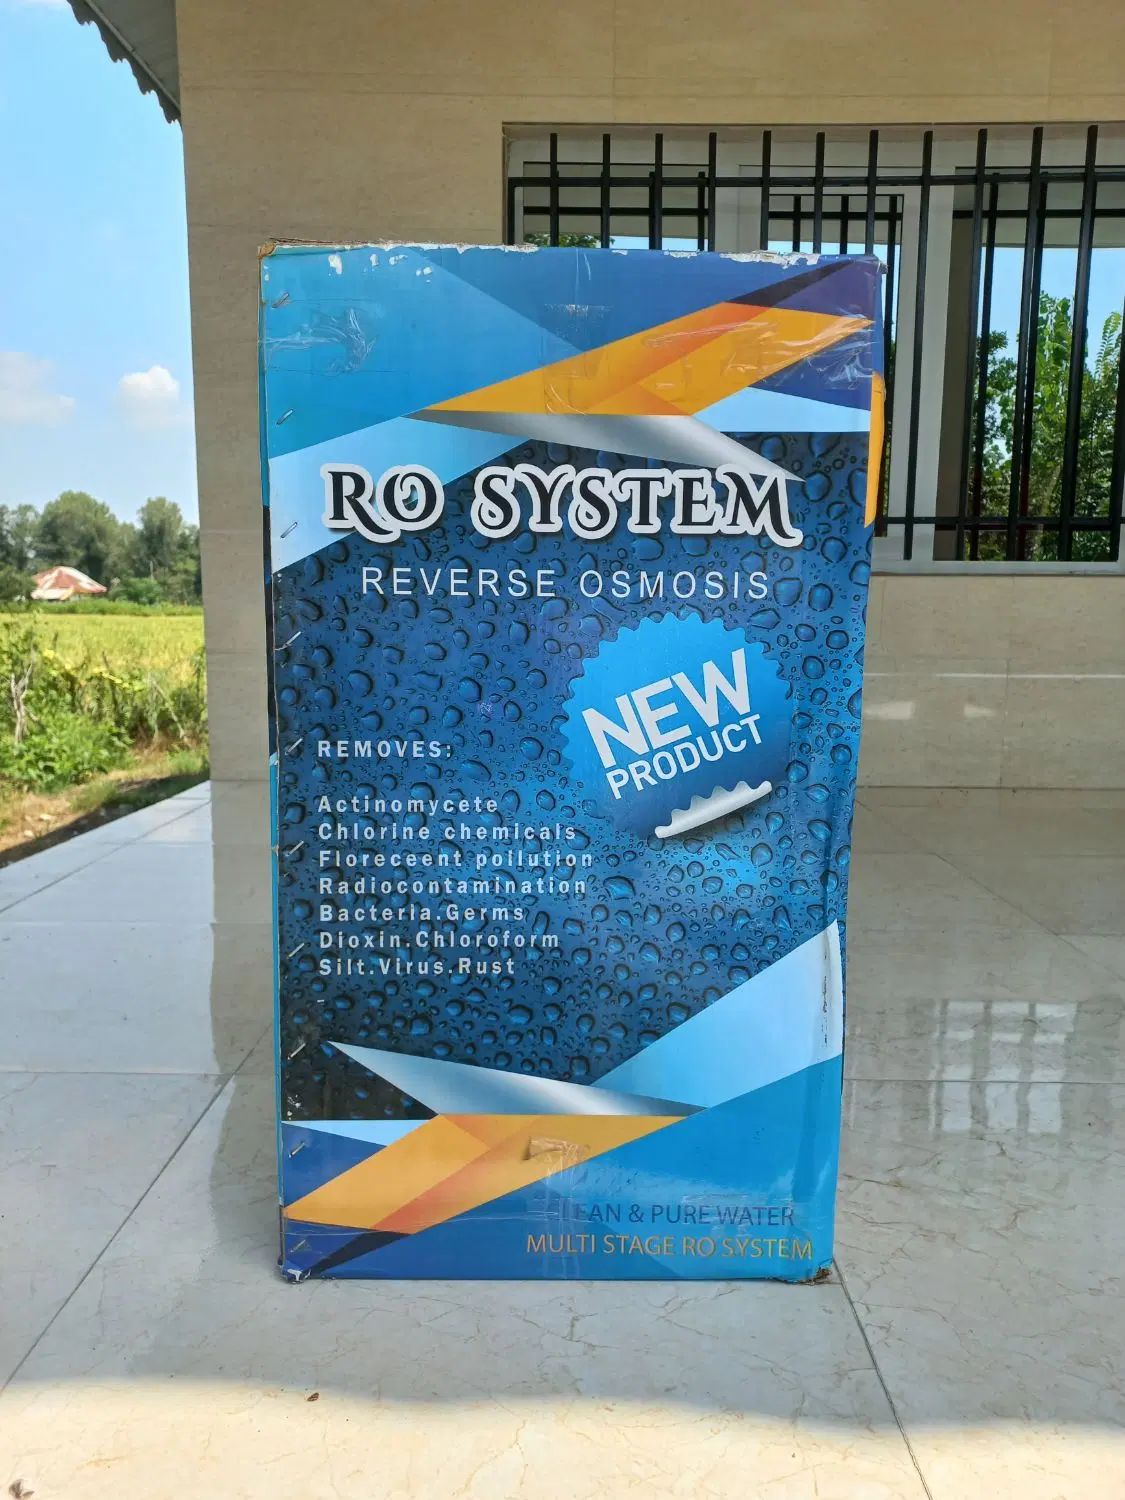 RO SYSTEM
REVERSE OSMOSIS
NEW
PRODUCT
REMOVES:
Actinomycete
Chlorine chemicals
Floreceent pollution
Radiocontamination
Bacteria.Germs
Dioxin.Chloroform
Silt.Virus.Rust
-
CLEAN & PURE WATER
MULTI STAGE RO SYSTEM